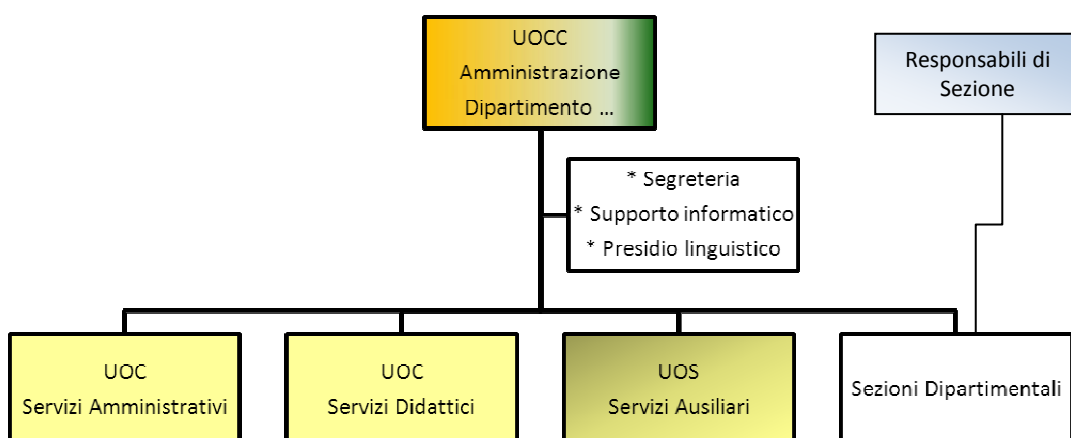 UOCC
Amministrazione
Dipartimento ...
Responsabili di
Sezione
* Segreteria
* Supporto informatico
* Presidio linguistico
UOC
Servizi Amministrativi
UOC
Servizi Didattici
UOS
Servizi Ausiliari
Sezioni Dipartimentali